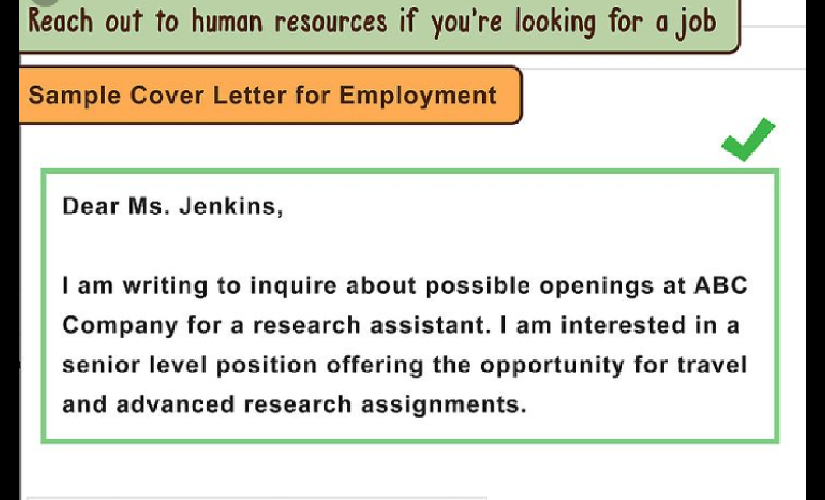 Reach out to human resources if you're looking for a job
Sample Cover Letter for Employment
Dear Ms. Jenkins,
I am writing to inquire about possible openings at ABC
Company for a research assistant. I am interested in a
senior level position offering the opportunity for travel
and advanced research assignments.